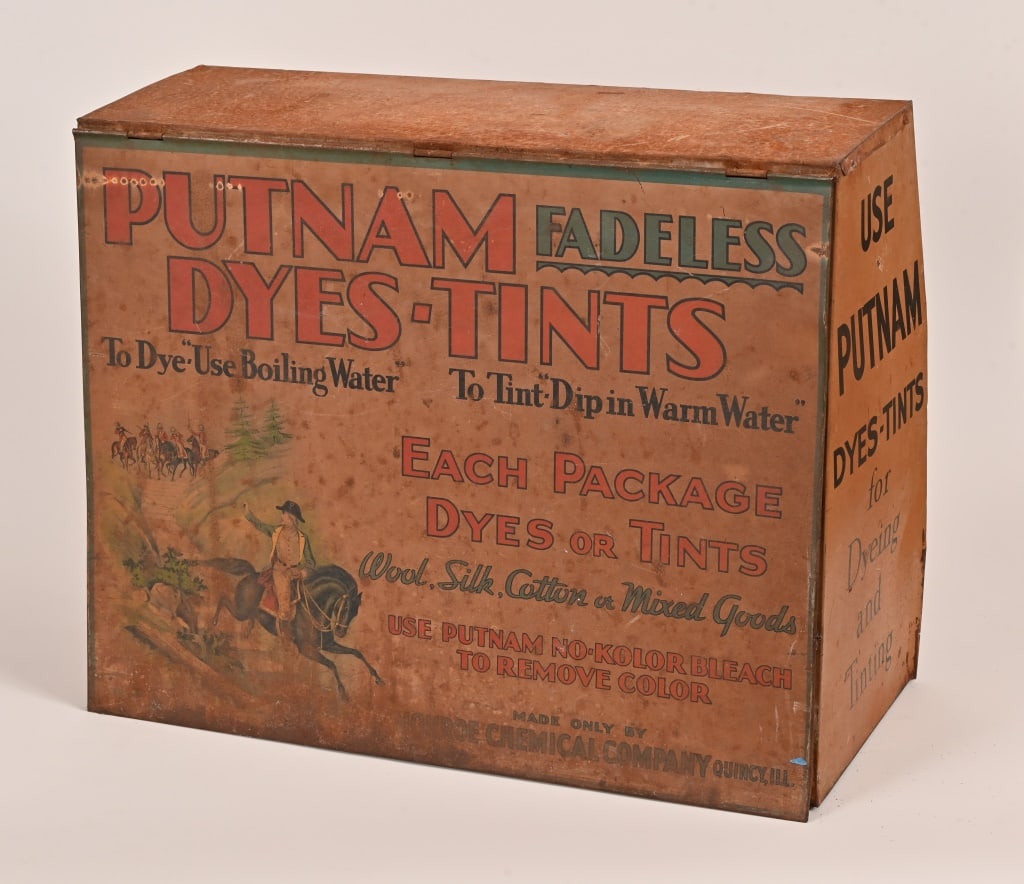 PUTNAM FADELESS
DYES·TINTS
To Dye "Use Boiling Water" To Tint "Dip in Warm Water"
EACH PACKAGE
DYES OR TINTS
Wool, Silk, Cotton or Mixed Goods
USE PUTNAM NO-KOLOR BLEACH
TO REMOVE COLOR
MADE ONLY BY
CHEMICAL COMPANY QUINCY, ILL.
USE
PUTNAM
DYES-TINTS
for
Dyeing
and
Tinting